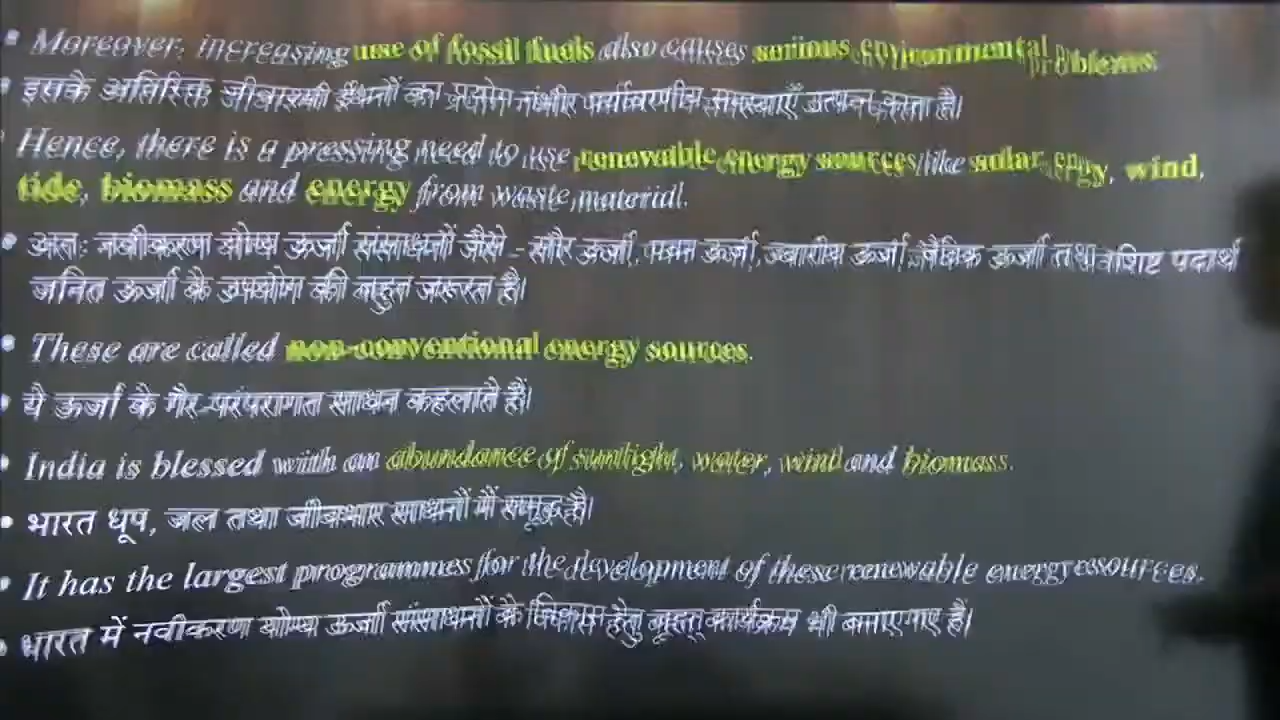 • Moreover, increasing use of fossil fuels also causes serious environmental problems.
• इसके अतिरिक्त जीवाश्मी ईंधनों का प्रयोग गंभीर पर्यावरणीय समस्याएँ उत्पन्न करता है।
Hence, there is a pressing need to use renewable energy sources like solar energy, wind,
tide, biomass and energy from waste material.
• अतः नवीकरण योग्य ऊर्जा संसाधनों जैसे - सौर ऊर्जा, पवन ऊर्जा, ज्वारीय ऊर्जा, जैविक ऊर्जा तथा अवशिष्ट पदार्थ
जनित ऊर्जा के उपयोग की बहुत जरूरत है।
• These are called non-conventional energy sources.
• ये ऊर्जा के गैर-परंपरागत साधन कहलाते हैं।
• India is blessed with an abundance of sunlight, water, wind and biomass.
• भारत धूप, जल तथा जीवभार साधनों में समृद्ध है।
• It has the largest programmes for the development of these renewable energy resources.
• भारत में नवीकरण योग्य ऊर्जा संसाधनों के विकास हेतु वृहत् कार्यक्रम भी बनाए गए हैं।